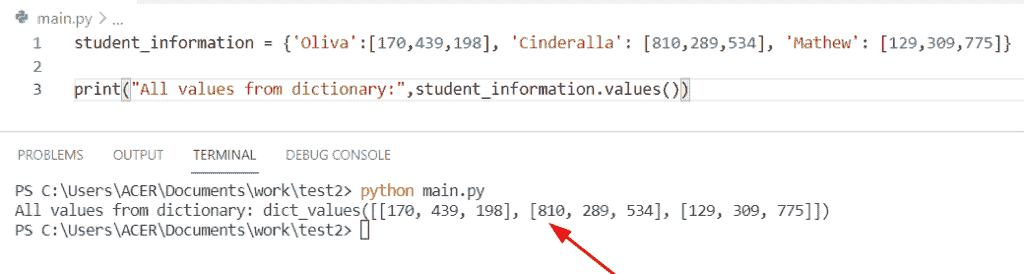 main.py > ...
1 student_information = {'Oliva':[170,439,198], 'Cinderalla': [810,289,534], 'Mathew': [129,309,775]}
2
3 print("All values from dictionary:",student_information.values())
PROBLEMS OUTPUT TERMINAL DEBUG CONSOLE
PS C:\Users\ACER\Documents\work\test2> python main.py
All values from dictionary: dict_values([[170, 439, 198], [810, 289, 534], [129, 309, 775]])
PS C:\Users\ACER\Documents\work\test2>